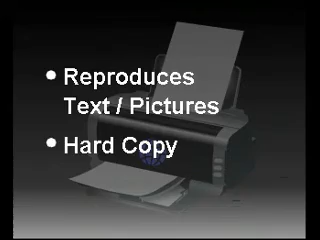 • Reproduces
Text / Pictures
• Hard Copy